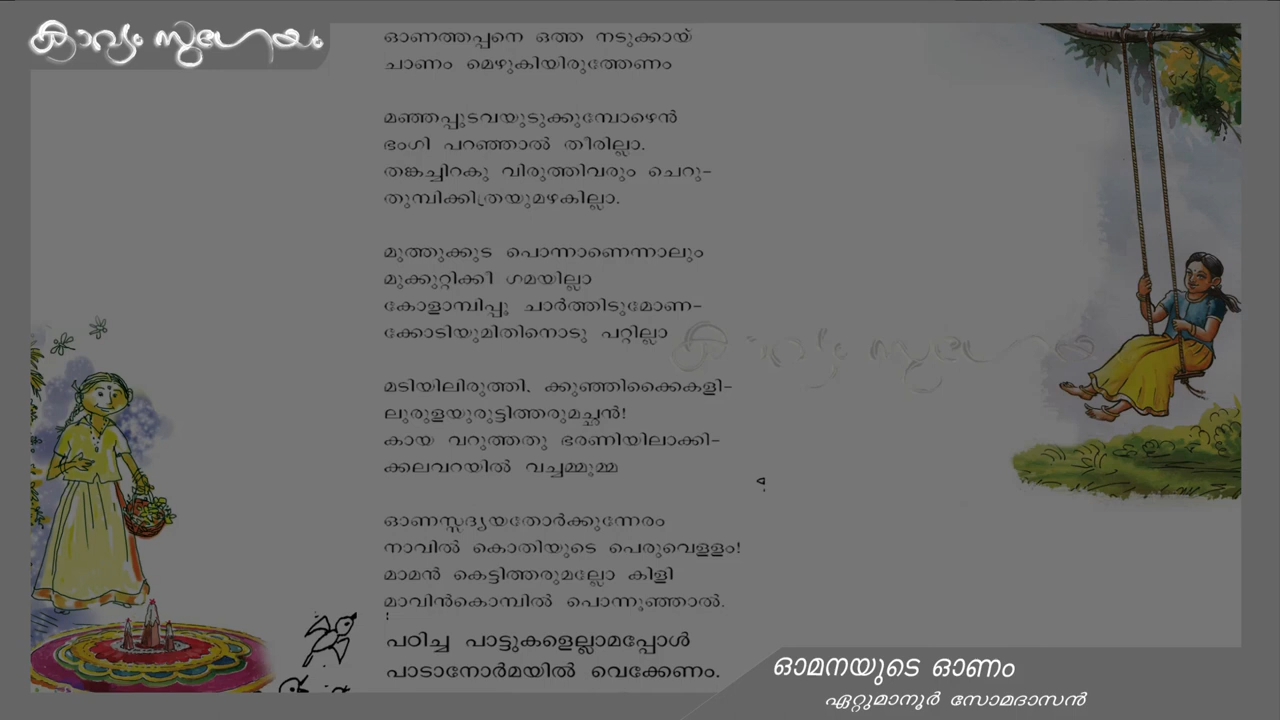 കാവ്യം സുഗേയം
ഓണത്തപ്പനെ ഒത്ത നടുക്കായ്
ചാണം മെഴുകിയിരുത്തേണം
മഞ്ഞപ്പുടവയുടുക്കുമ്പോഴെൻ
ഭംഗി പറഞ്ഞാൽ തീരില്ലാ.
തങ്കച്ചിറകു വിരുത്തിവരും ചെറു-
തുമ്പിക്കിത്രയുമഴകില്ലാ.
മുത്തുക്കുട പൊന്നാണെന്നാലും
മുക്കുറ്റിക്കീ ഗമയില്ലാ
കോളാമ്പിപ്പൂ ചാർത്തിടുമോണ-
ക്കോടിയുമിതിനൊടു പറ്റില്ലാ
കാവ്യം സുഗേയം
മടിയിലിരുത്തി. ക്കുഞ്ഞിക്കൈകളി-
ലുരുളയുരുട്ടിത്തരുമച്ഛൻ!
കായ വറുത്തതു ഭരണിയിലാക്കി-
ക്കലവറയിൽ വച്ചമ്മുമ്മ
ഓണസ്സദ്യയതോർക്കുന്നേരം
നാവിൽ കൊതിയുടെ പെരുവെളളം!
മാമൻ കെട്ടിത്തരുമല്ലോ കിളി
മാവിൻകൊമ്പിൽ പൊന്നൂഞ്ഞാൽ.
പഠിച്ച പാട്ടുകളെല്ലാമപ്പോൾ
പാടാനോർമയിൽ വെക്കേണം.
ഓമനയുടെ ഓണം
ഏറ്റുമാനൂർ സോമദാസൻ